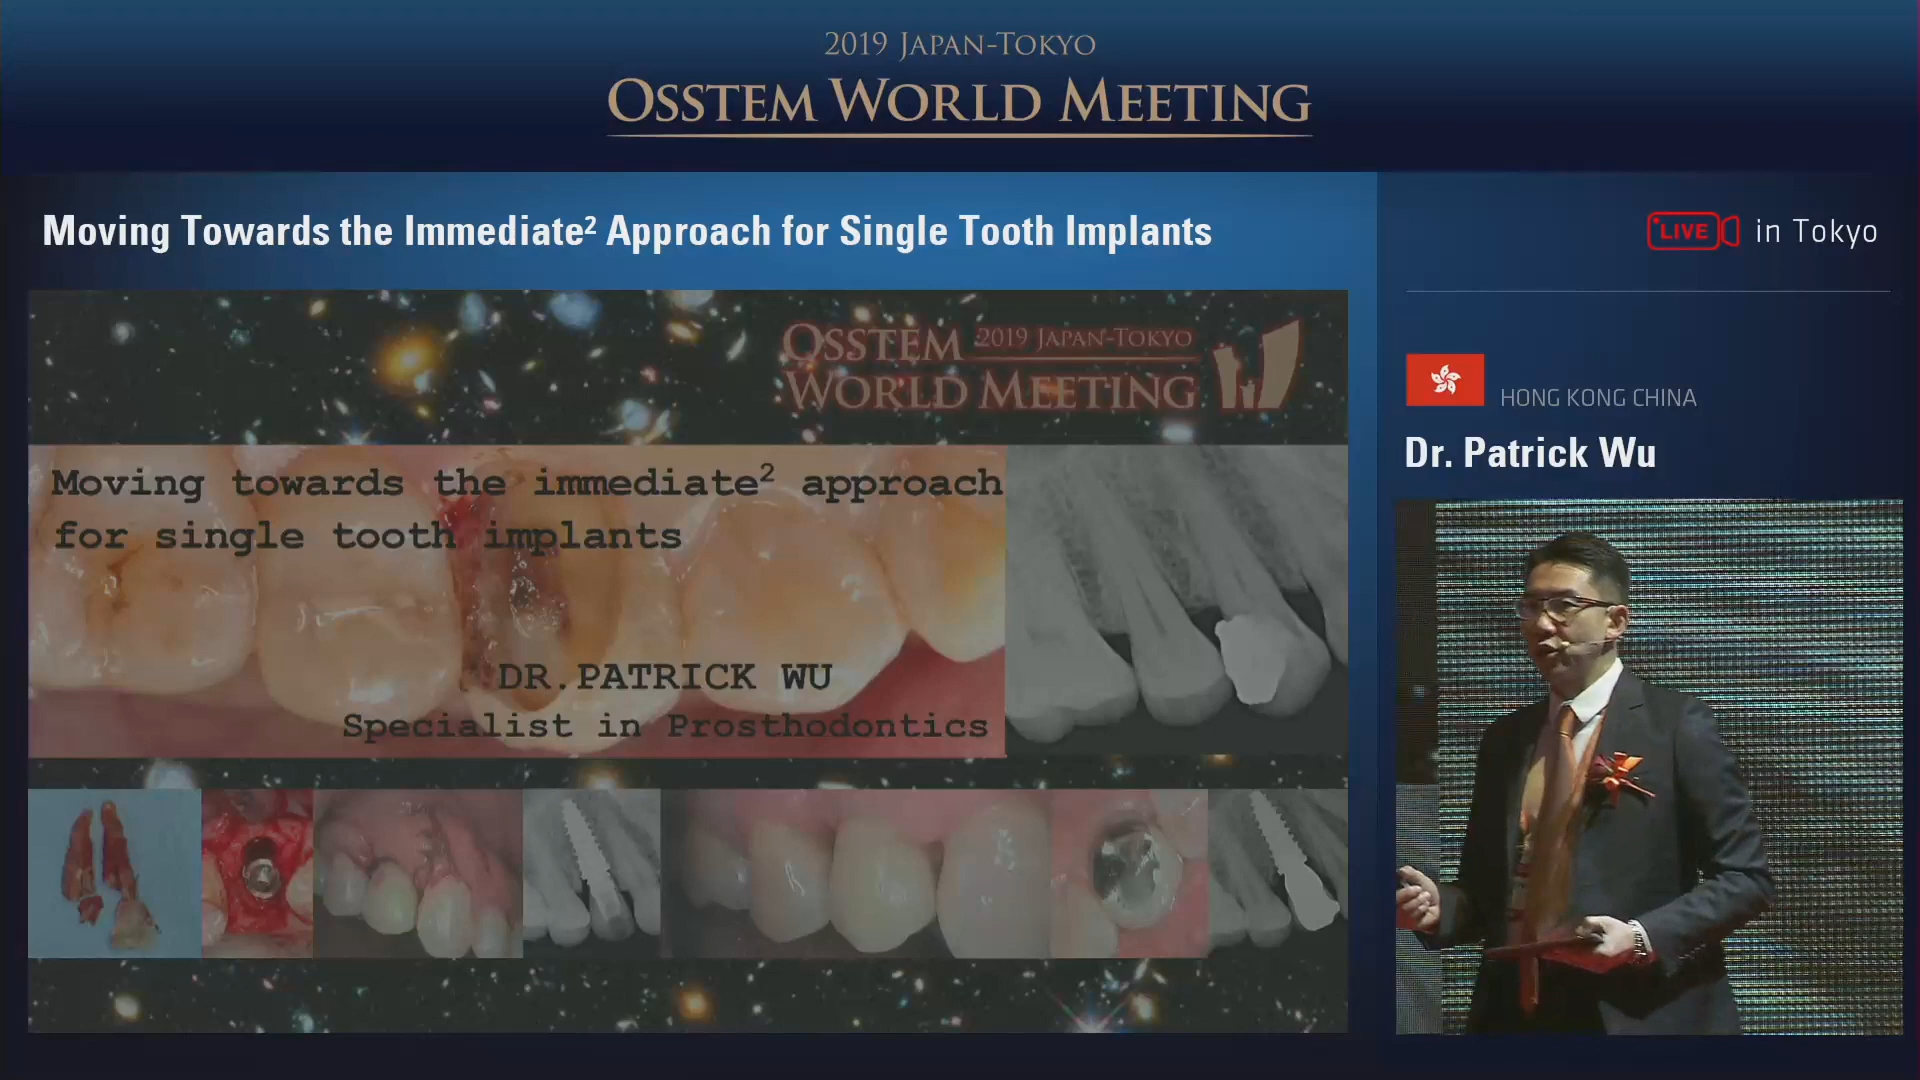 2019 JAPAN-TOKYO
OSSTEM WORLD MEETING
Moving Towards the Immediate² Approach for Single Tooth Implants
LIVE in Tokyo
OSSTEM 2019 JAPAN-TOKYO
WORLD MEETING
Moving towards the immediate² approach
for single tooth implants
DR.PATRICK WU
Specialist in Prosthodontics
HONG KONG CHINA
Dr. Patrick Wu